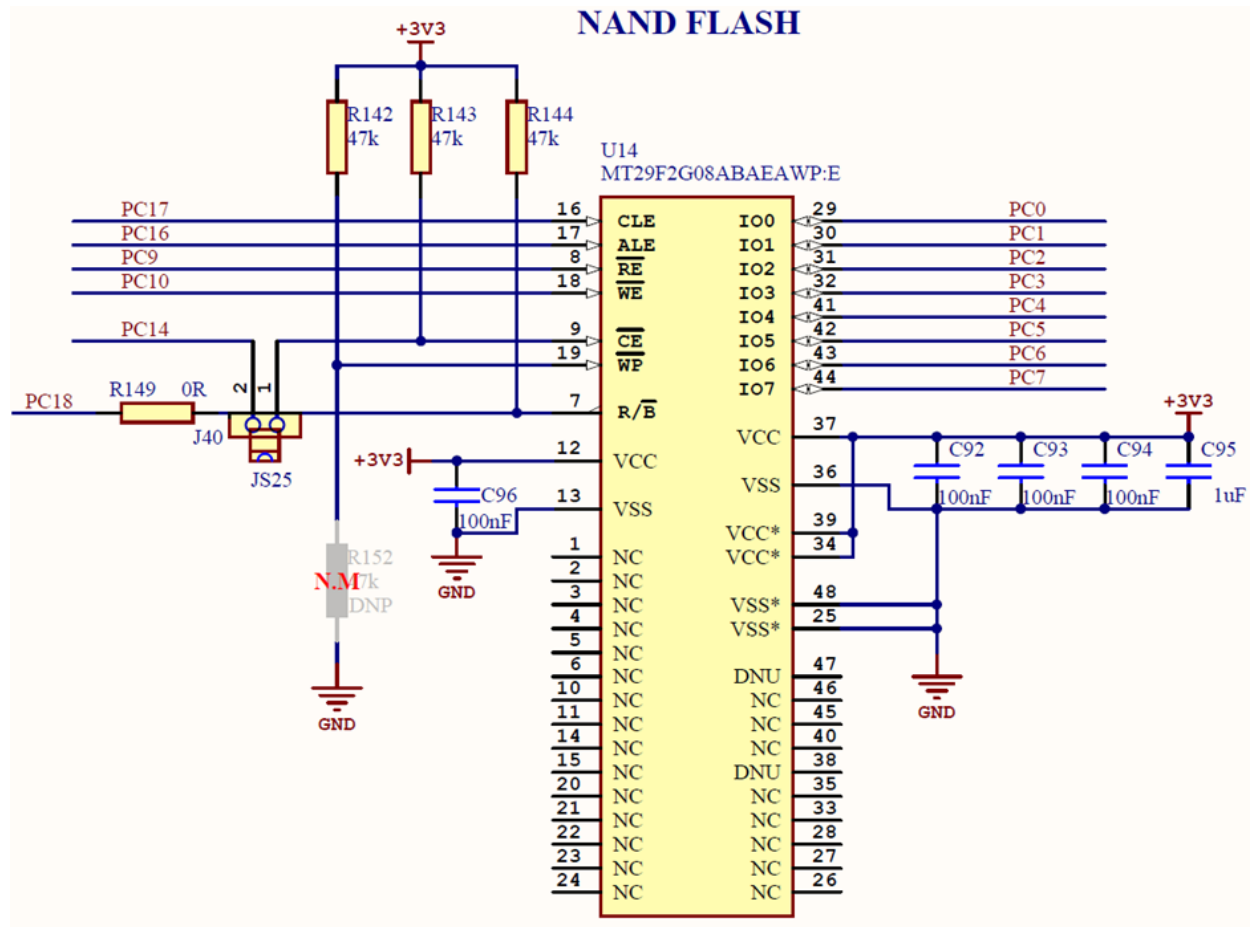 NAND FLASH
+3V3
R142
47k
R143
47k
R144
47k
U14
MT29F2G08ABAEAWP:E
PC17
16
CLE
IO0
29
PC0
PC16
17
ALE
IO1
30
PC1
PC9
8
RE
IO2
31
PC2
PC10
18
WE
IO3
32
PC3
IO4
41
PC4
PC14
9
CE
IO5
42
PC5
19
WP
IO6
43
PC6
IO7
44
PC7
2
1
PC18
R149
0R
7
R/B
J40
JS25
+3V3
12
VCC
13
VSS
C96
100nF
GND
VCC
37
+3V3
C92
100nF
C93
100nF
C94
100nF
C95
1uF
VSS
36
VCC*
39
VCC*
34
VSS*
48
VSS*
25
GND
R152
47k
DNP
N.M
GND
1
NC
2
NC
3
NC
4
NC
5
NC
6
NC
DNU
47
10
NC
NC
46
11
NC
NC
45
14
NC
NC
40
15
NC
DNU
38
20
NC
NC
35
21
NC
NC
33
22
NC
NC
28
23
NC
NC
27
24
NC
NC
26